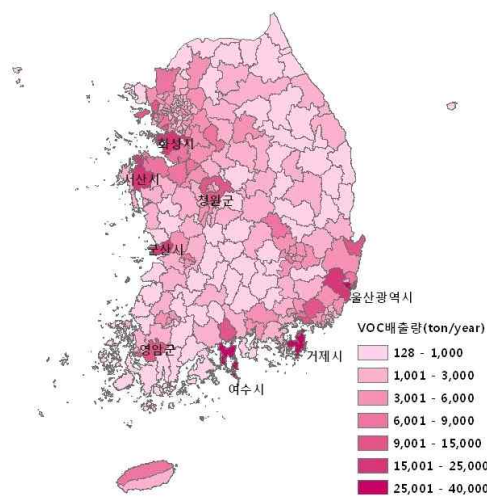 화성시
서산시
청원군
군산시
울산광역시
영암군
거제시
여수시
VOC배출량(ton/year)
128 - 1,000
1,001 - 3,000
3,001 - 6,000
6,001 - 9,000
9,001 - 15,000
15,001 - 25,000
25,001 - 40,000